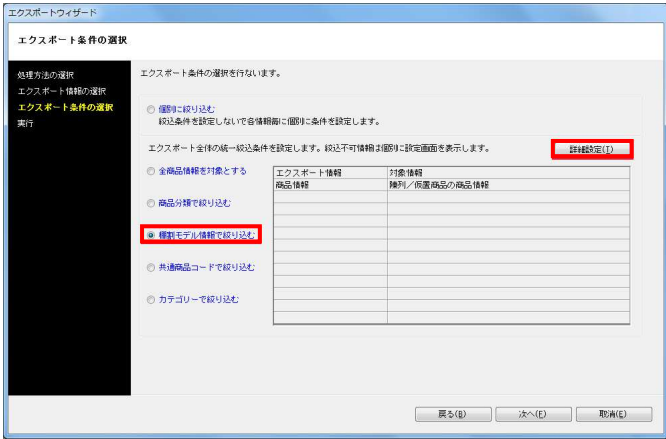 エクスポートウィザード
エクスポート条件の選択
処理方法の選択
エクスポート情報の選択
エクスポート条件の選択
実行
エクスポート条件の選択を行ないます。
個別に絞り込む
絞込条件を設定しないで各情報毎に個別に条件を設定します。
エクスポート全体の統一絞込条件を設定します。絞込不可情報は個別に設定画面を表示します。
詳細設定(I)
全商品情報を対象とする
商品分類で絞り込む
棚割モデル情報で絞り込む
共通商品コードで絞り込む
カテゴリーで絞り込む
エクスポート情報 対象情報
商品情報 陳列／仮置商品の商品情報
戻る(B) 次へ(F) 取消(E)